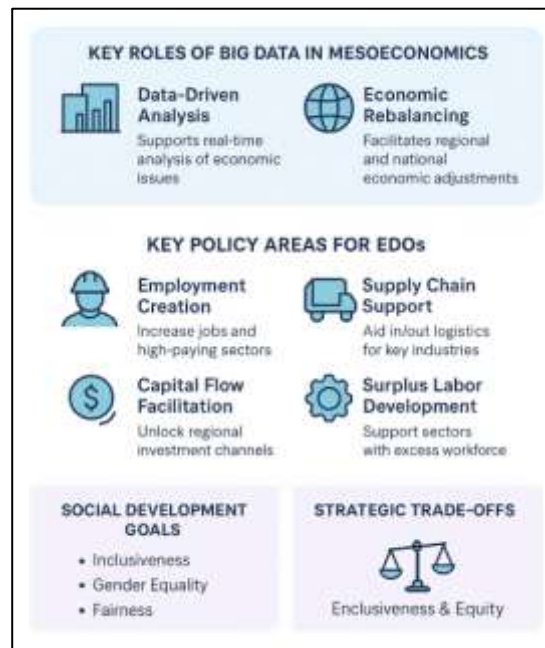 KEY ROLES OF BIG DATA IN MESOECONOMICS
Data-Driven
Analysis
Supports real-time
analysis of economic
issues
Economic
Rebalancing
Facilitates regional
and national
economic adjustments
KEY POLICY AREAS FOR EDOs
Employment
Creation
Increase jobs and
high-paying sectors
Supply Chain
Support
Aid in/out logistics
for key industries
Capital Flow
Facilitation
Unlock regional
investment channels
Surplus Labor
Development
Support sectors
with excess workforce
SOCIAL DEVELOPMENT
GOALS
• Inclusiveness
• Gender Equality
• Fairness
STRATEGIC TRADE-OFFS
Enclusiveness & Equity